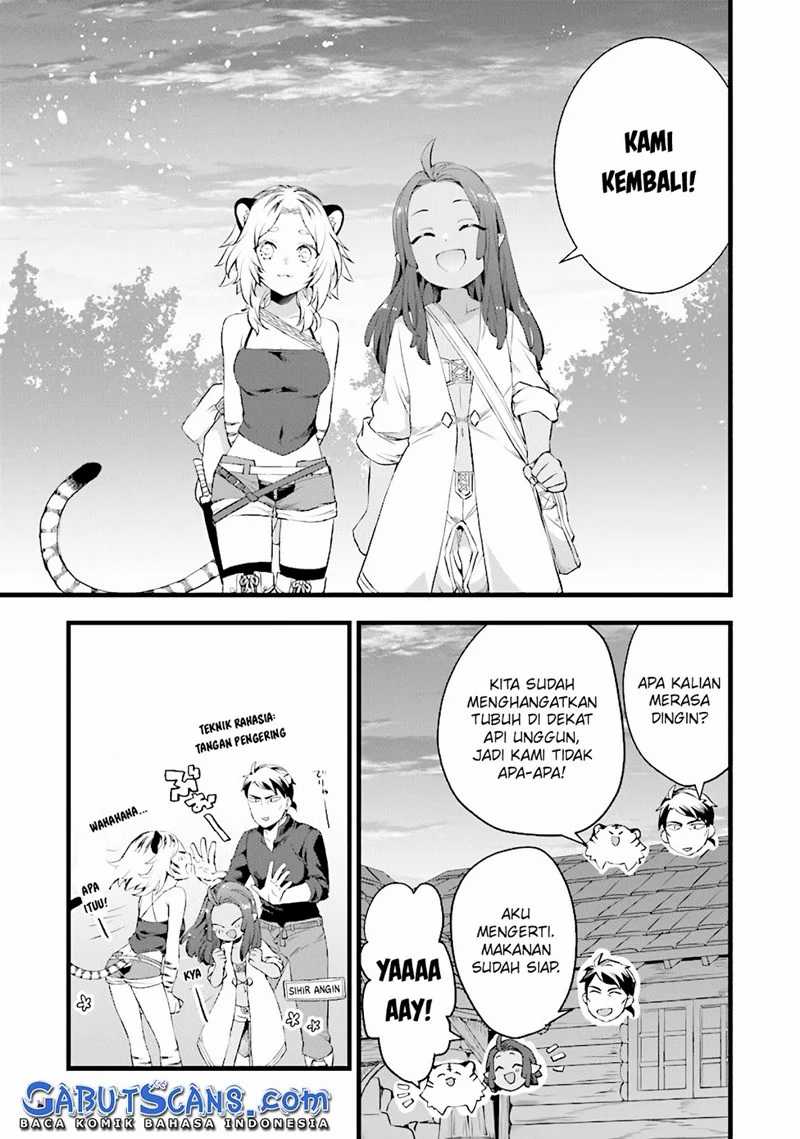 KAMI
KEMBALI!
APA KALIAN
MERASA
DINGIN?
KITA SUDAH
MENGHANGATKAN
TUBUH DI DEKAT
API UNGGUN,
JADI KAMI TIDAK
APA-APA!
AKU
MENGERTI.
MAKANAN
SUDAH SIAP.
YAAAA
AAY!
TEKNIK RAHASIA:
TANGAN PENGERING
WAHAHAHA...
APA
ITUU!
KYA
SIHIR ANGIN
GABUTSCANS.COM
BACA KOMIK BAHASA INDONESIA